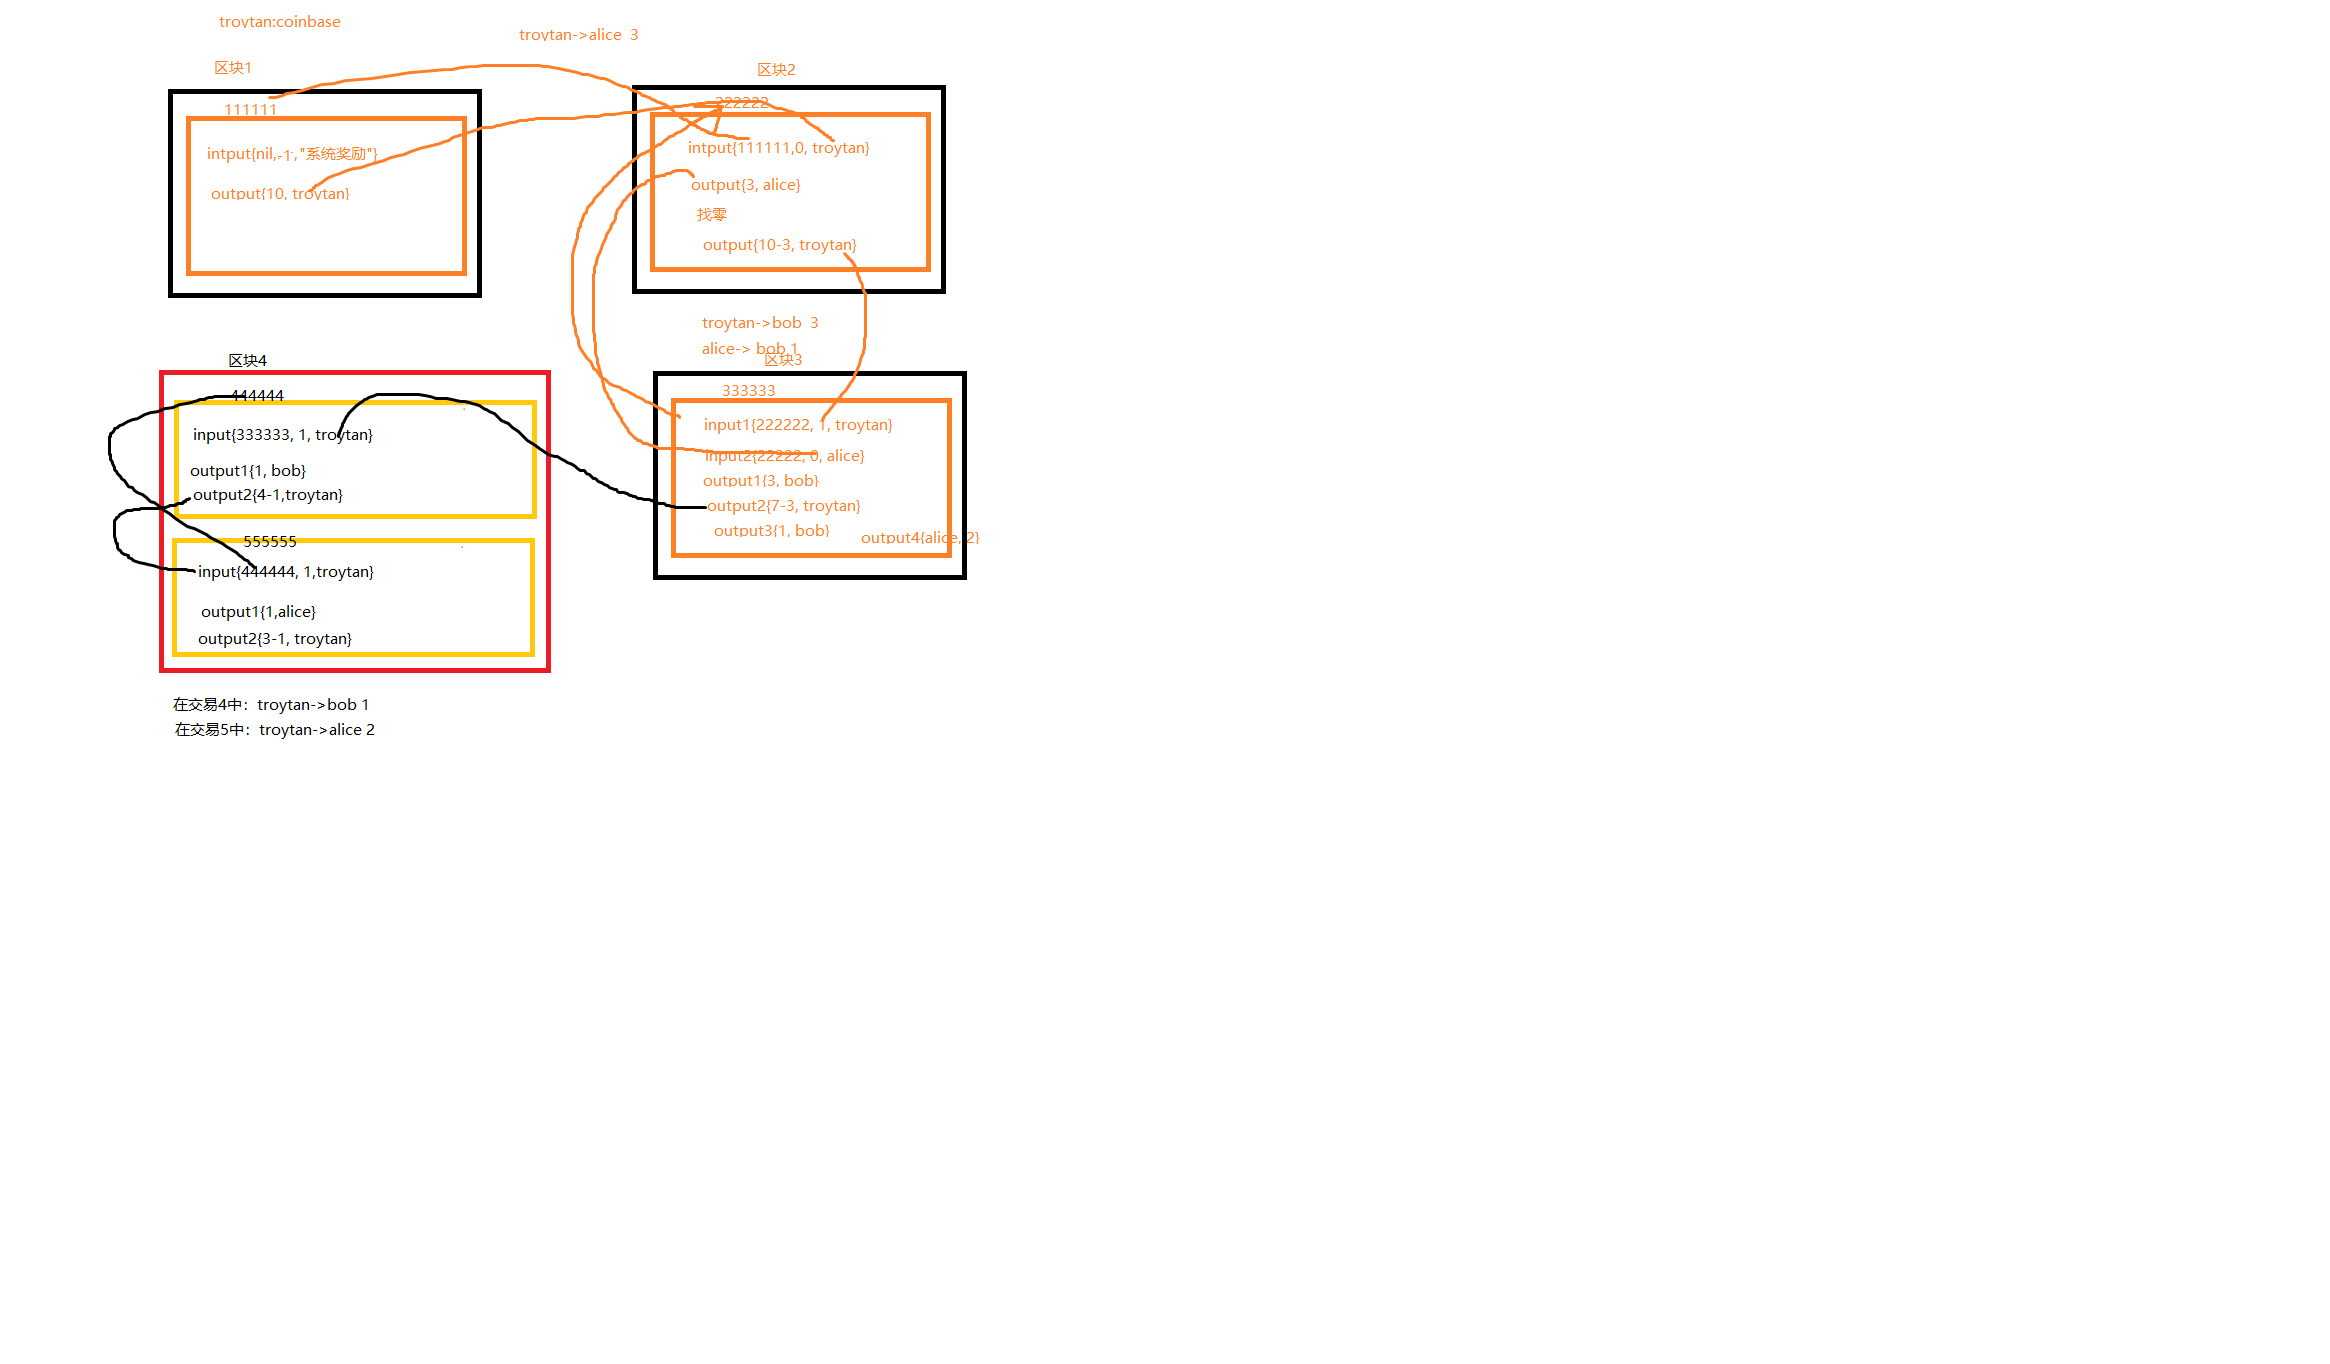 troytan:coinbase
troytan->alice 3
区块1
111111
intput{nil,-1,"系统奖励"}
output{10, troytan}
区块2
222222
intput{111111,0, troytan}
output{3, alice}
找零
output{10-3, troytan}
troytan->bob 3
alice-> bob 1
区块3
333333
input1{222222, 1, troytan}
input2{22222, 0, alice}
output1{3, bob}
output2{7-3, troytan}
output3{1, bob}
output4{alice, 2}
区块4
444444
input{333333, 1, troytan}
output1{1, bob}
output2{4-1,troytan}
555555
input{444444, 1,troytan}
output1{1,alice}
output2{3-1, troytan}
在交易4中：troytan->bob 1
在交易5中：troytan->alice 2